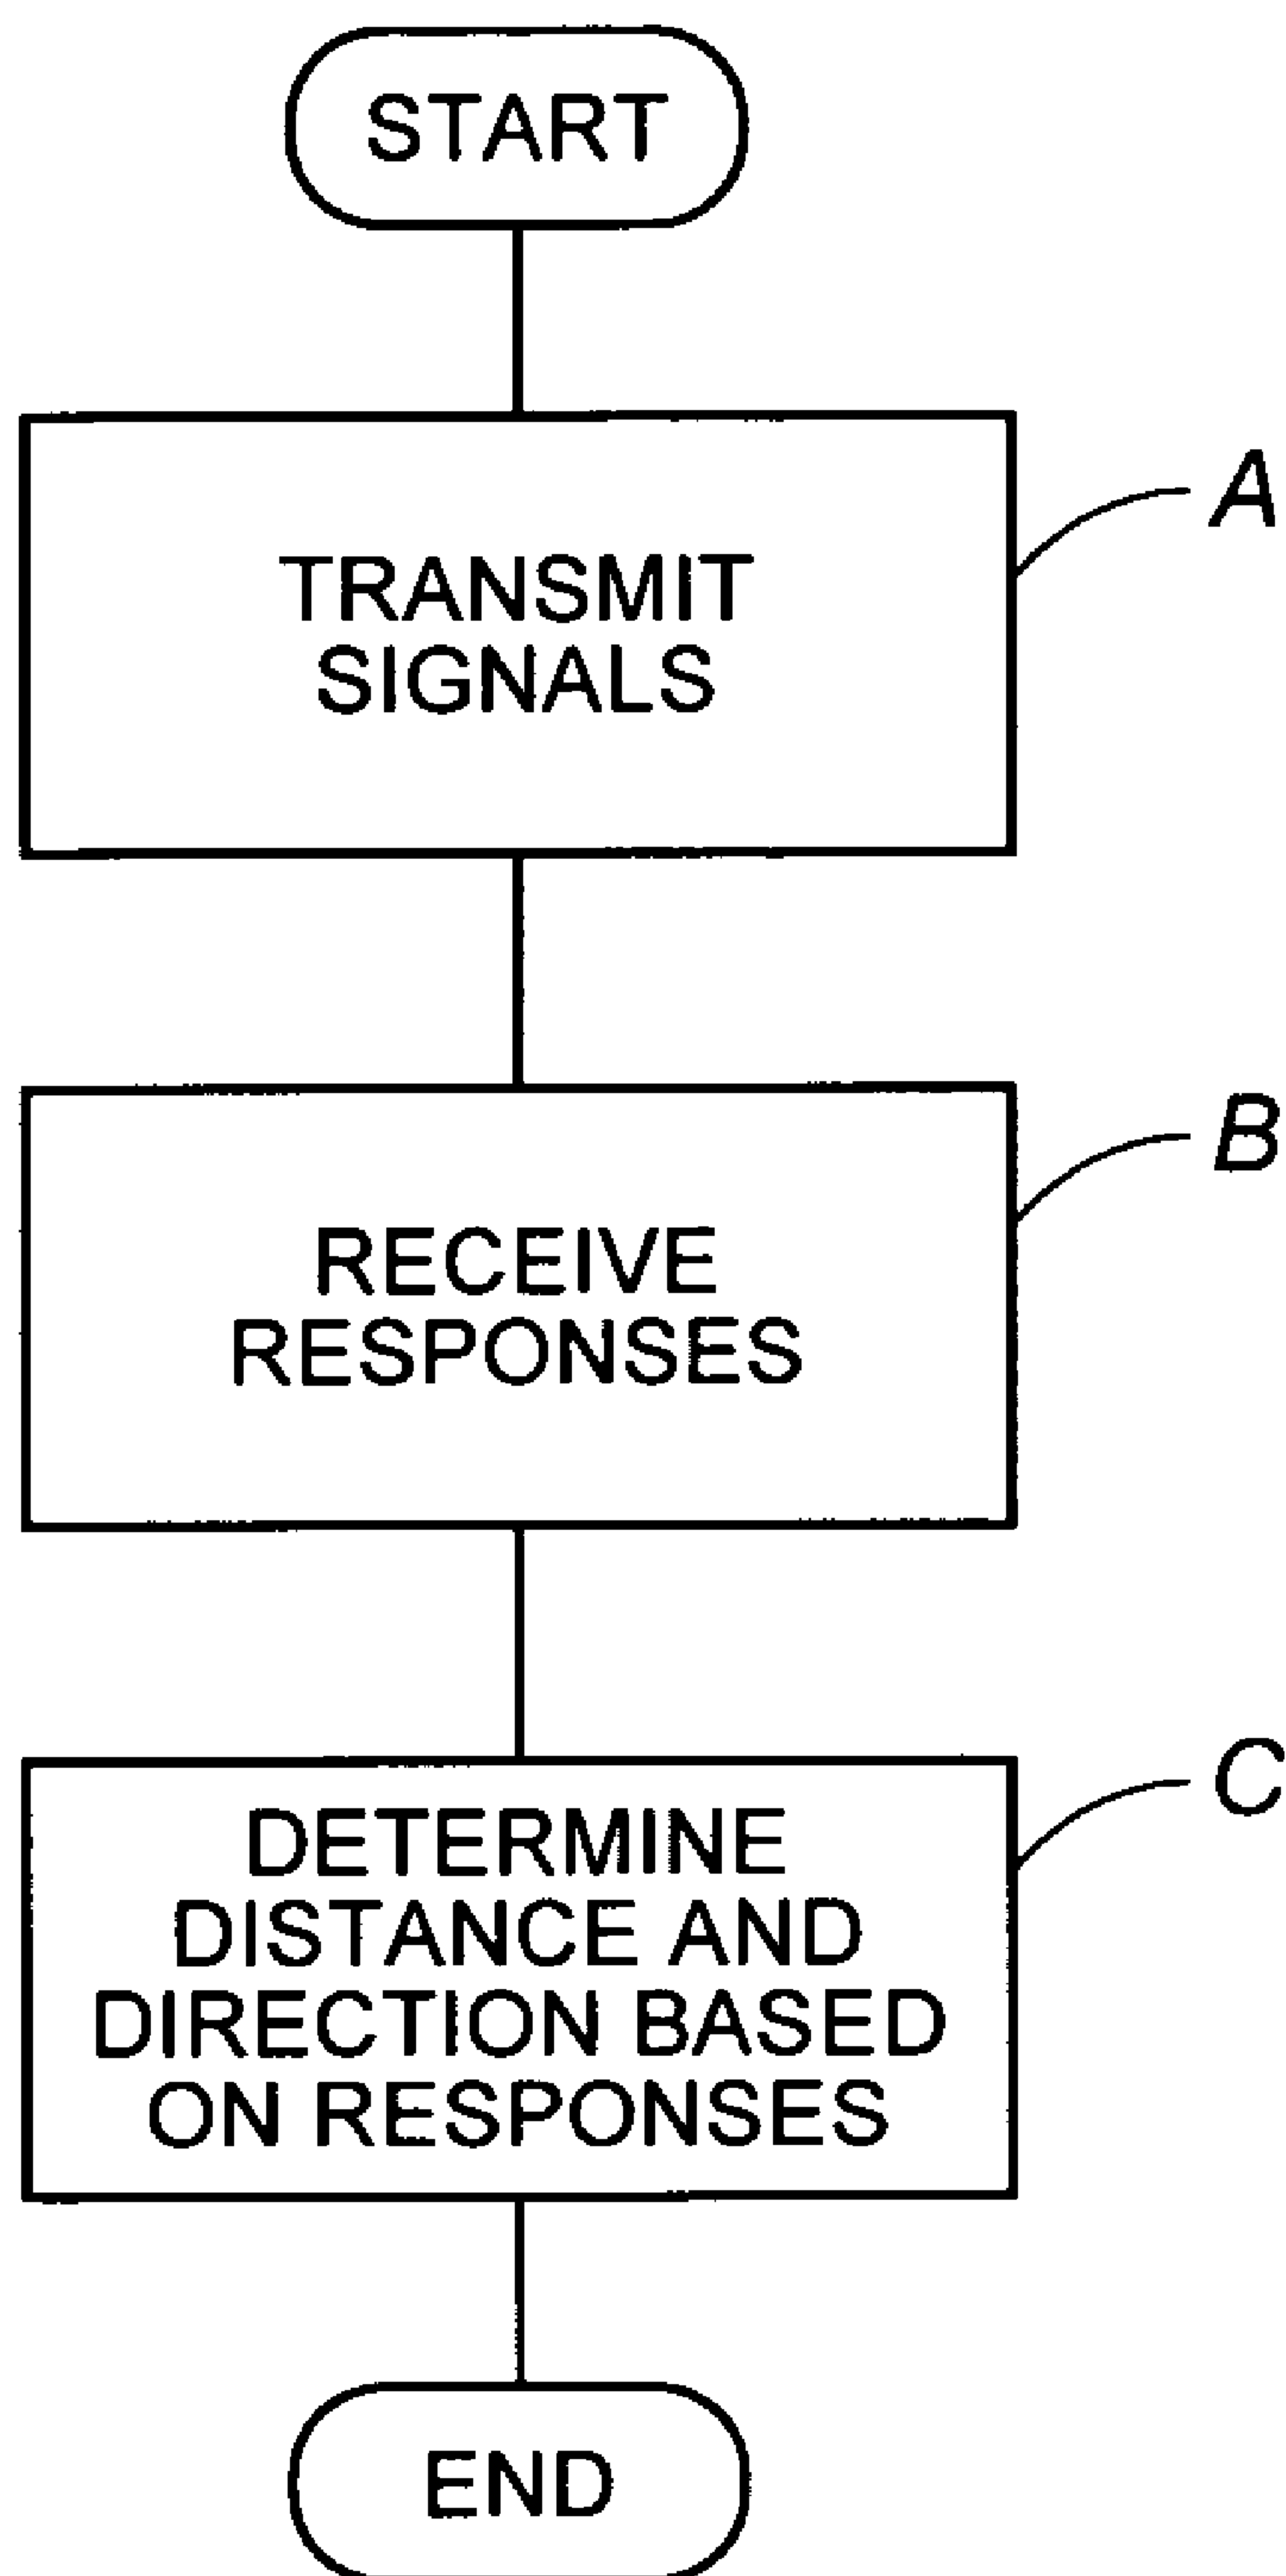 START
TRANSMIT
SIGNALS
A
RECEIVE
RESPONSES
B
DETERMINE
DISTANCE AND
DIRECTION BASED
ON RESPONSES
C
END